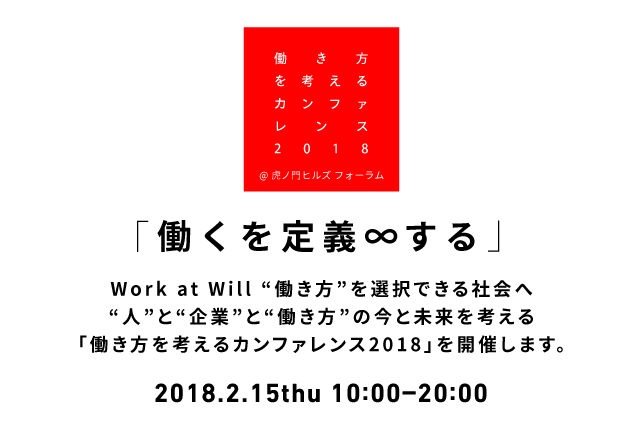 働き方
を考える
カンファ
レンス
2018
@ 虎ノ門ヒルズ フォーラム
「働くを定義∞する」
Work at Will “働き方”を選択できる社会へ
“人”と“企業”と“働き方”の今と未来を考える
「働き方を考えるカンファレンス2018」を開催します。
2018.2.15thu 10:00–20:00